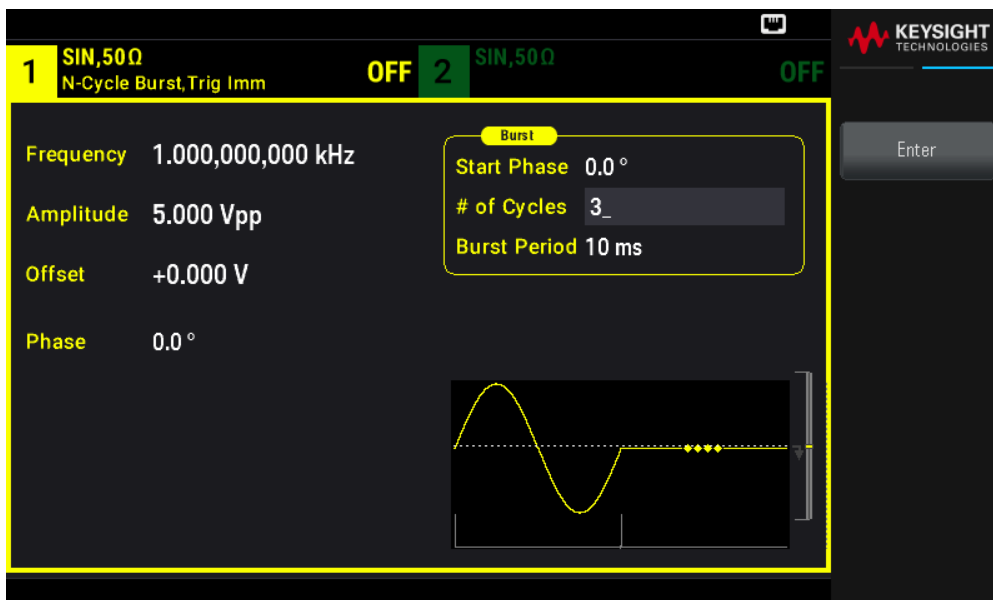 KEYSIGHT
TECHNOLOGIES
1 SIN,50Ω
N-Cycle Burst,Trig Imm OFF
2 SIN,50Ω
OFF
Frequency 1.000,000,000 kHz
Amplitude 5.000 Vpp
Offset +0.000 V
Phase 0.0 °
Burst
Start Phase 0.0 °
# of Cycles 3_
Burst Period 10 ms
Enter